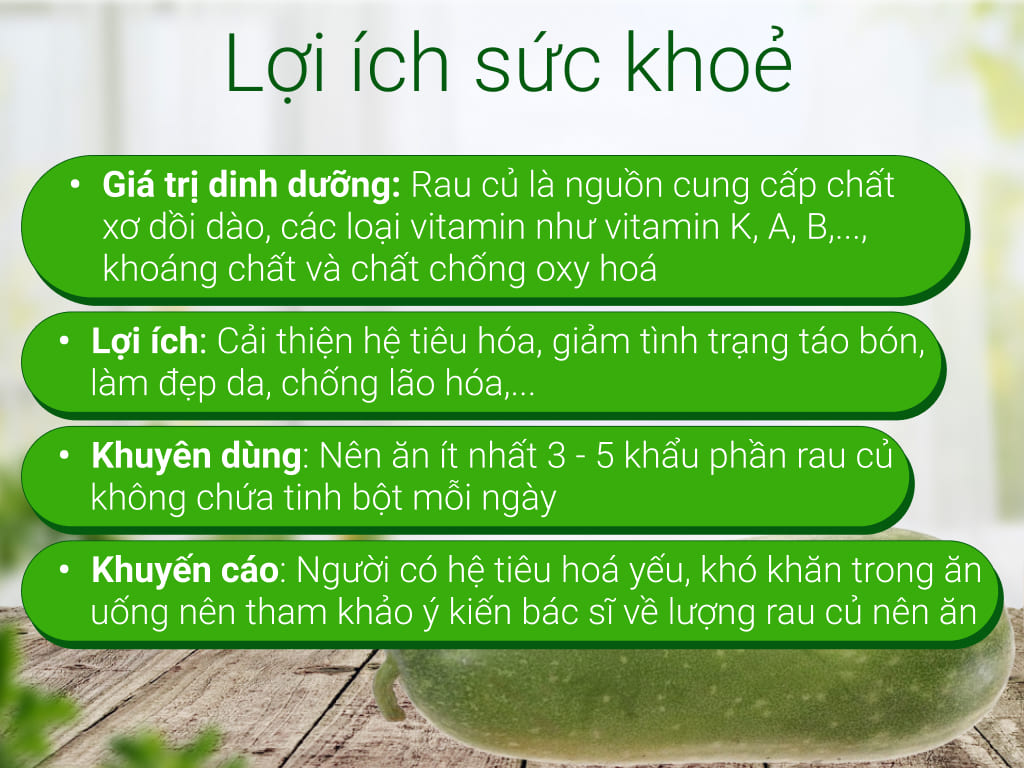 Lợi ích sức khoẻ
• Giá trị dinh dưỡng: Rau củ là nguồn cung cấp chất
xơ dồi dào, các loại vitamin như vitamin K, A, B,...,
khoáng chất và chất chống oxy hoá
• Lợi ích: Cải thiện hệ tiêu hóa, giảm tình trạng táo bón,
làm đẹp da, chống lão hóa,...
• Khuyên dùng: Nên ăn ít nhất 3 - 5 khẩu phần rau củ
không chứa tinh bột mỗi ngày
• Khuyến cáo: Người có hệ tiêu hoá yếu, khó khăn trong ăn
uống nên tham khảo ý kiến bác sĩ về lượng rau củ nên ăn